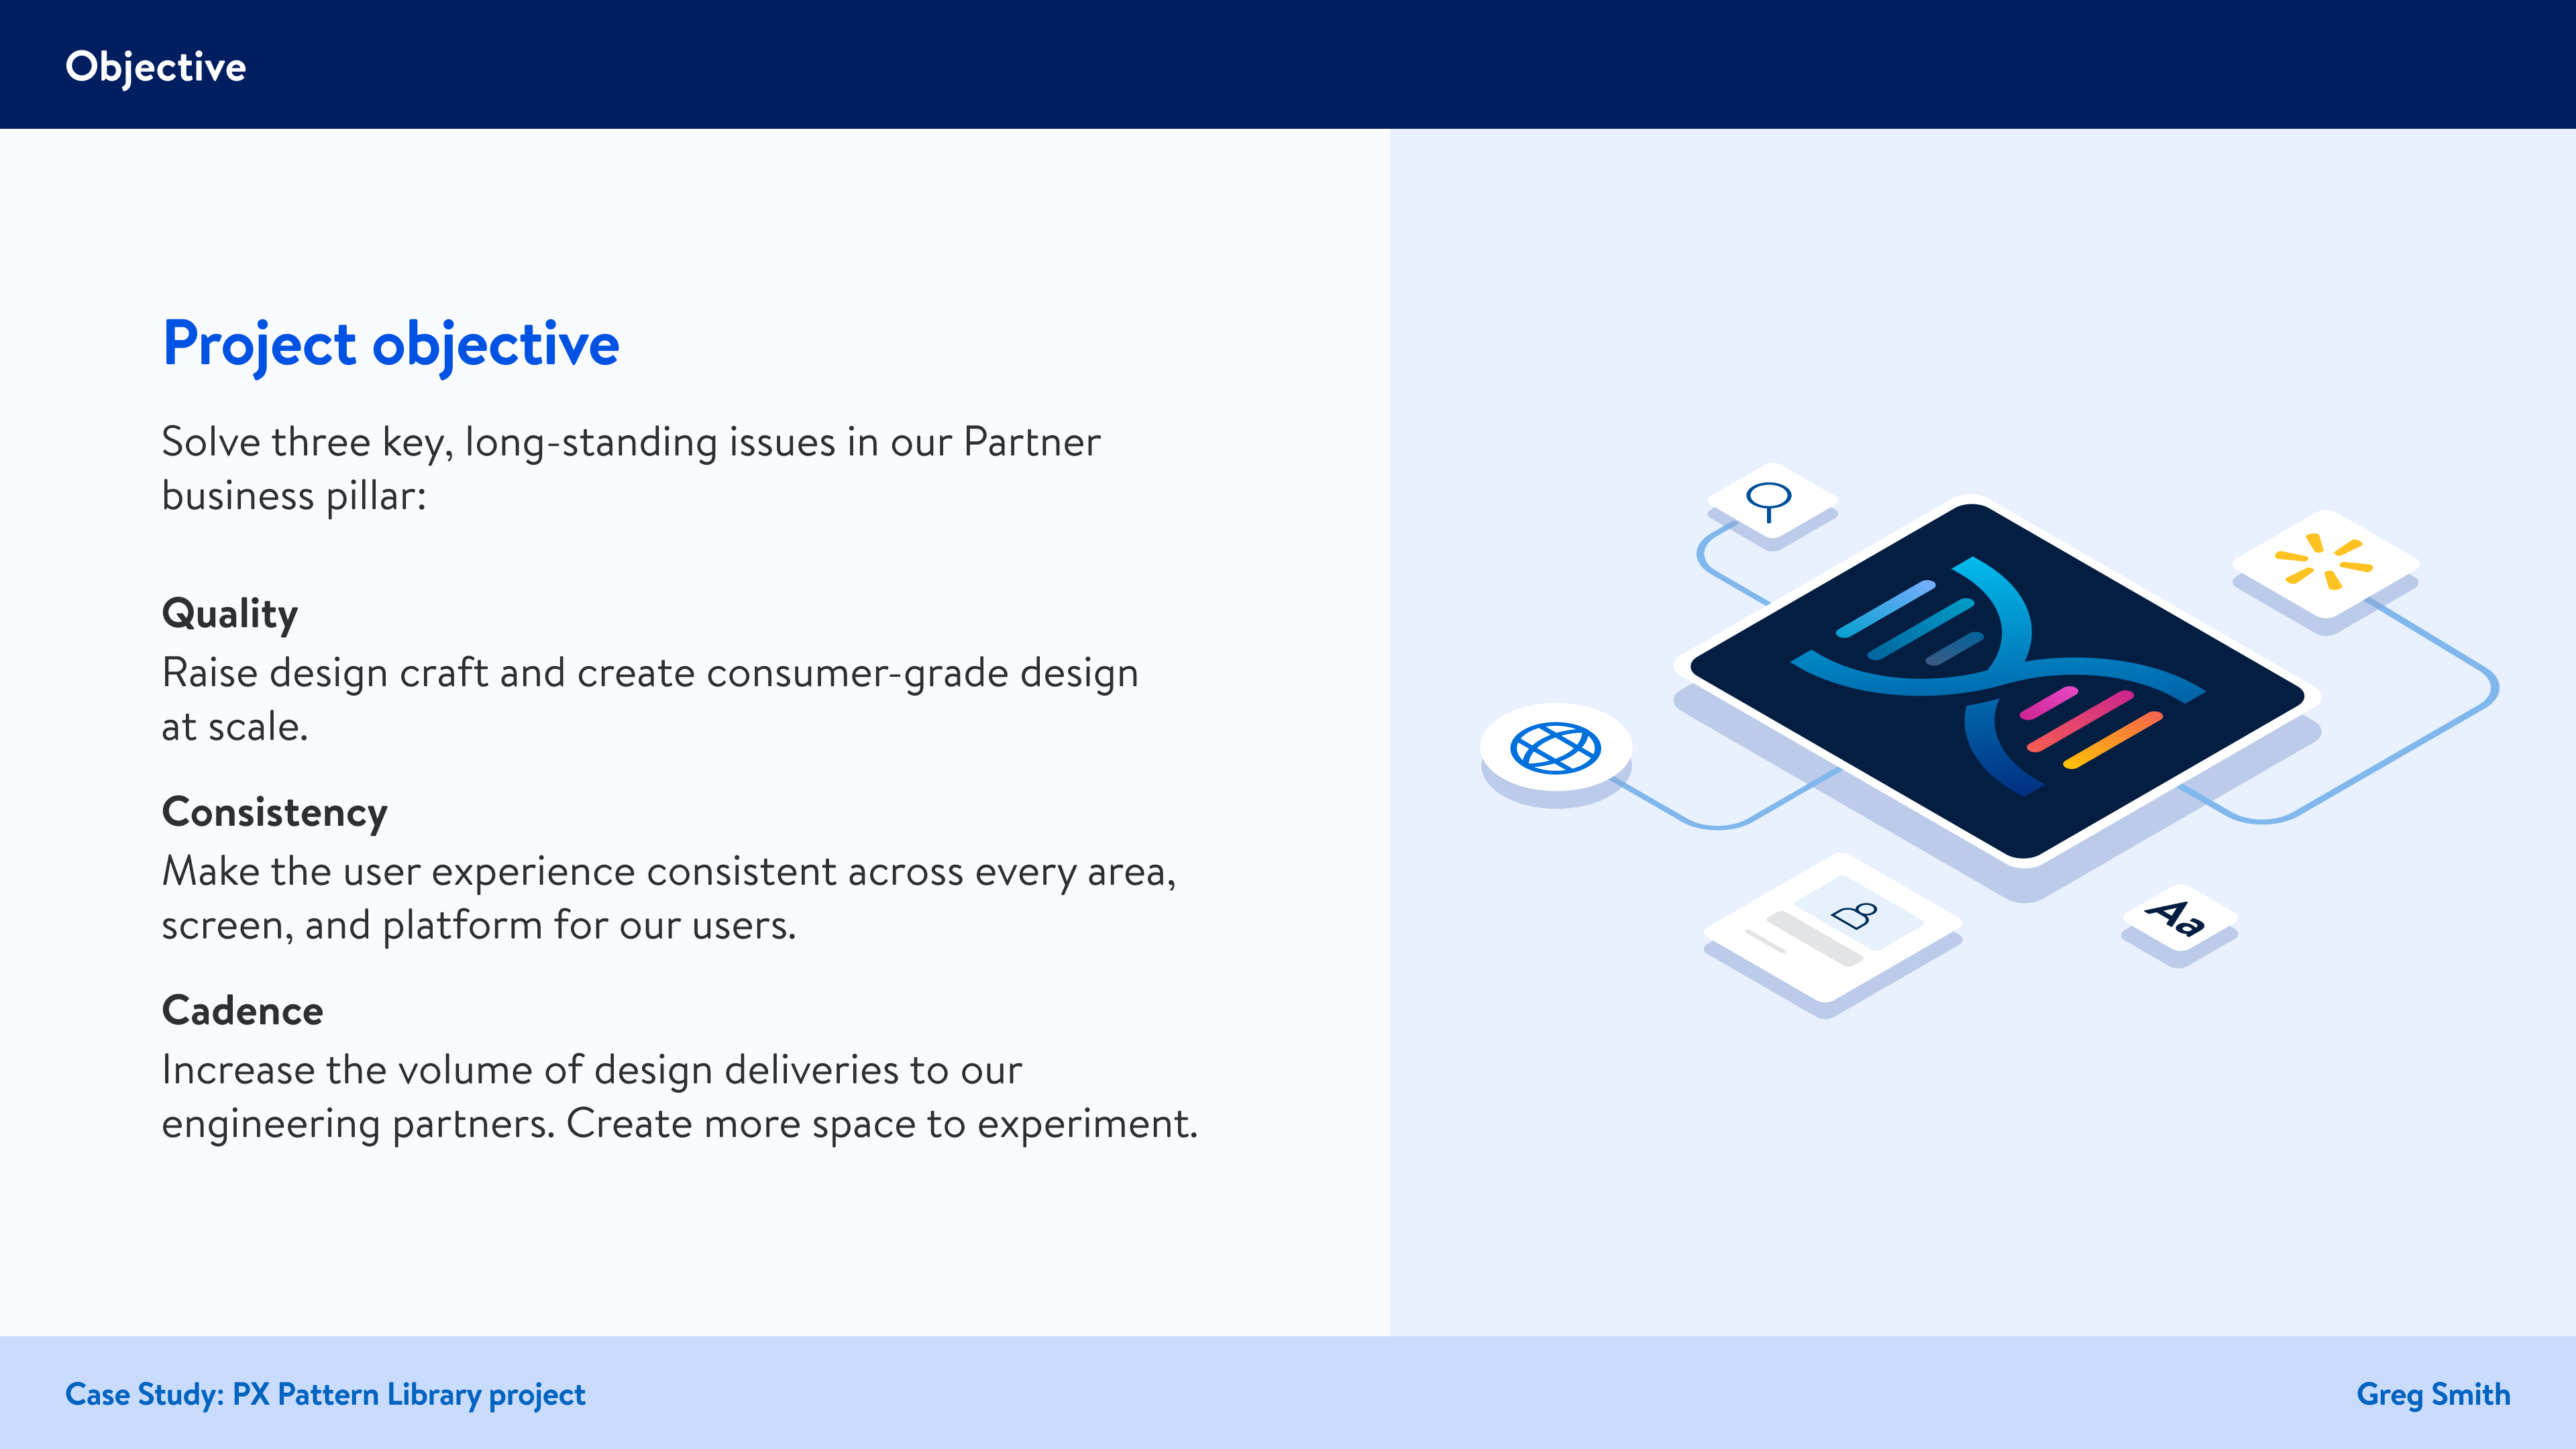 Objective
Project objective
Solve three key, long-standing issues in our Partner
business pillar:
Quality
Raise design craft and create consumer-grade design
at scale.
Consistency
Make the user experience consistent across every area,
screen, and platform for our users.
Cadence
Increase the volume of design deliveries to our
engineering partners. Create more space to experiment.
Aa
Case Study: PX Pattern Library project
Greg Smith